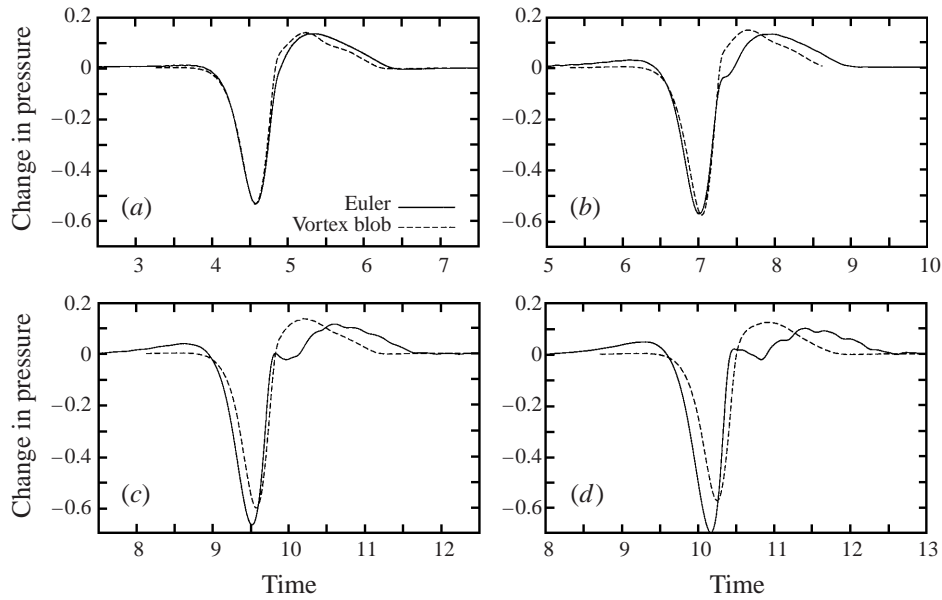 0.2
0
−0.2
−0.4
−0.6
Change in pressure
(a)
Euler
Vortex blob
3 4 5 6 7
0.2
0
−0.2
−0.4
−0.6
(b)
5 6 7 8 9 10
0.2
0
−0.2
−0.4
−0.6
Change in pressure
(c)
8 9 10 11 12
Time
0.2
0
−0.2
−0.4
−0.6
(d)
8 9 10 11 12 13
Time